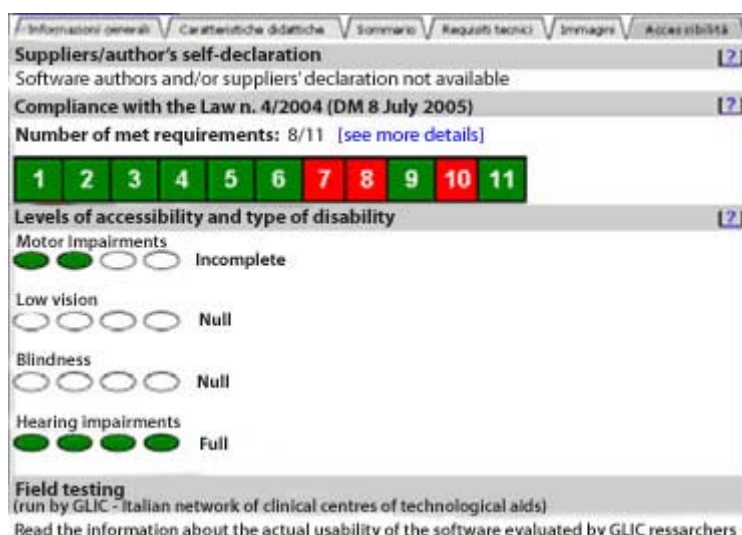 Informazioni generali Caratteristiche didattiche Sommario Requisiti tecnici Immagini Accessibilità
Suppliers/author's self-declaration [?]
Software authors and/or suppliers' declaration not available
Compliance with the Law n. 4/2004 (DM 8 July 2005) [?]
Number of met requirements: 8/11 [see more details]
1 2 3 4 5 6 7 8 9 10 11
Levels of accessibility and type of disability [?]
Motor Impairments
Incomplete
Low vision
Null
Blindness
Null
Hearing impairments
Full
Field testing
(run by GLIC - Italian network of clinical centres of technological aids)
Read the information about the actual usability of the software evaluated by GLIC ressarchers